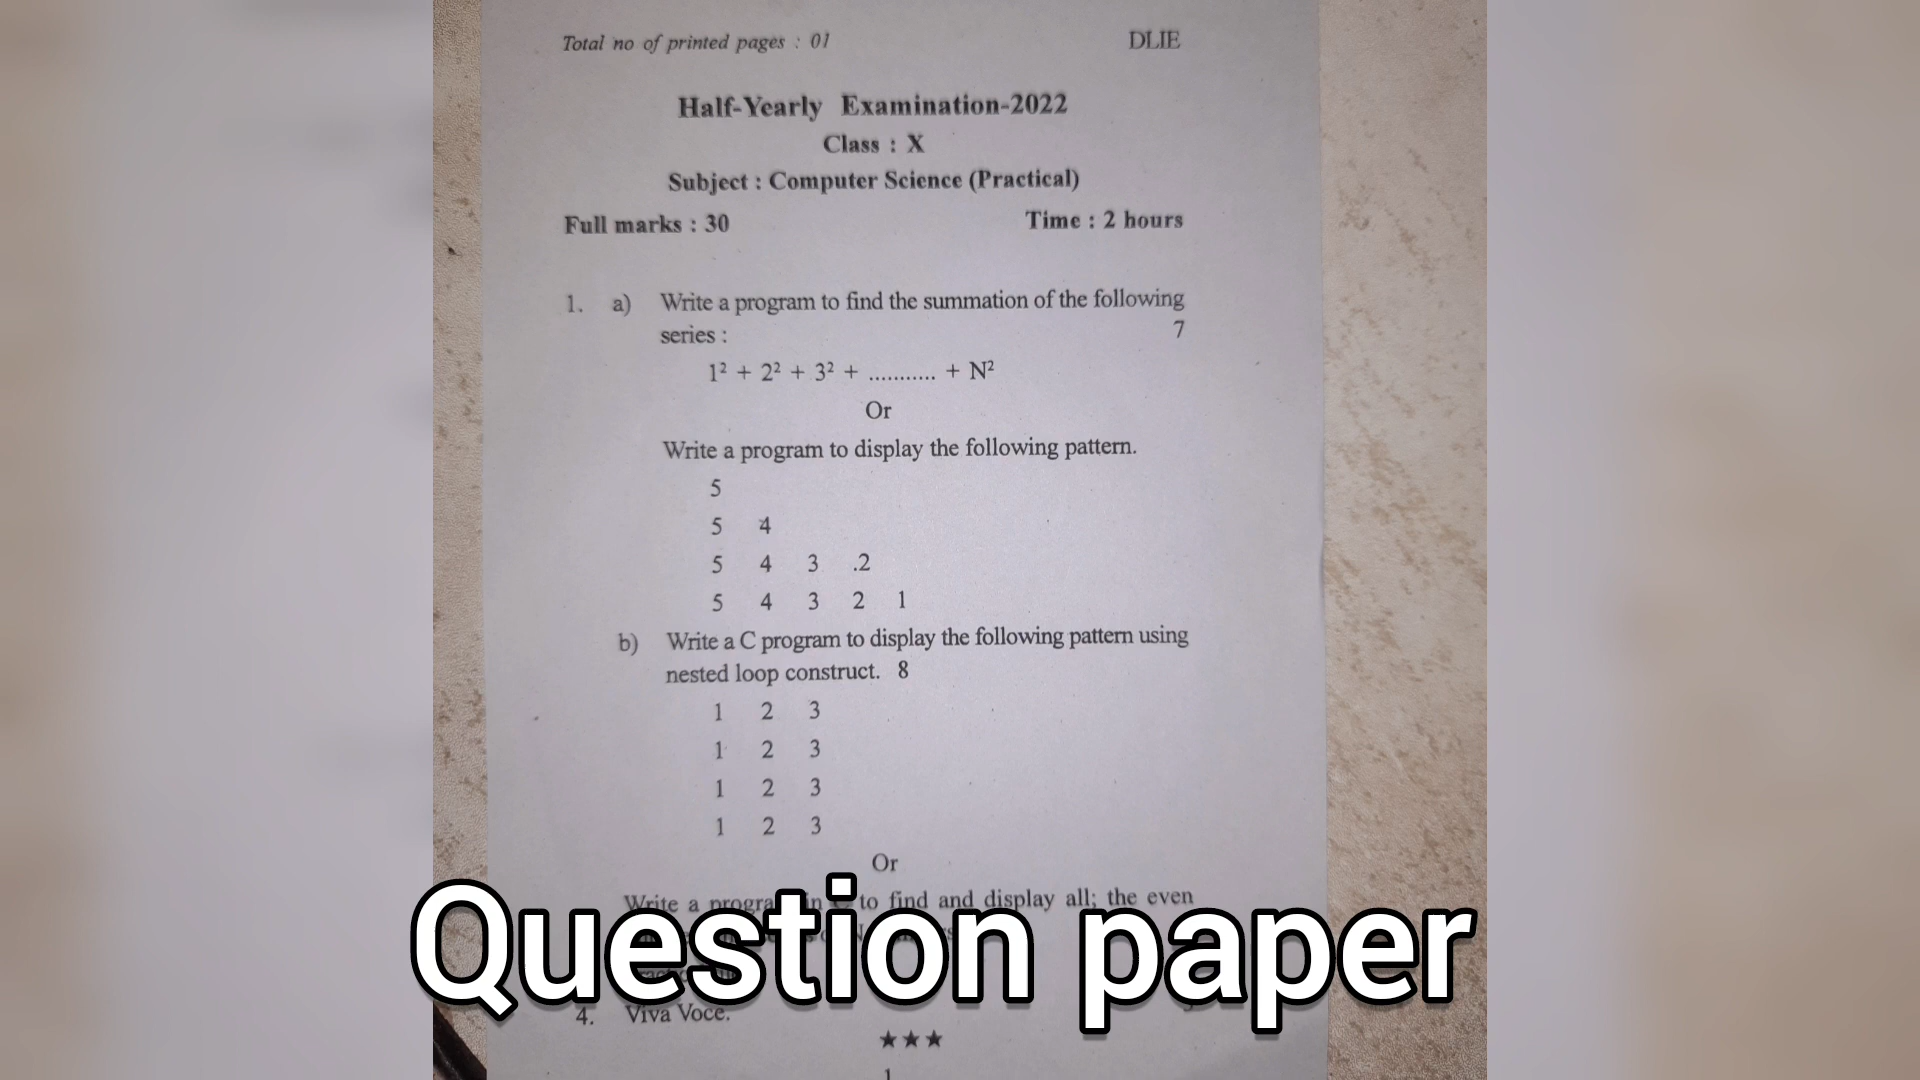 Total no of printed pages : 01 DLIE
Half-Yearly Examination-2022
Class : X
Subject : Computer Science (Practical)
Full marks : 30 Time : 2 hours
1. a) Write a program to find the summation of the following
series : 7
1² + 2² + 3² + ........... + N²
Or
Write a program to display the following pattern.
5
5 4
5 4 3 .2
5 4 3 2 1
b) Write a C program to display the following pattern using
nested loop construct. 8
1 2 3
1 2 3
1 2 3
1 2 3
Or
Write a in to find and display all; the even
Question paper
4. Viva Voce.
★★★
1